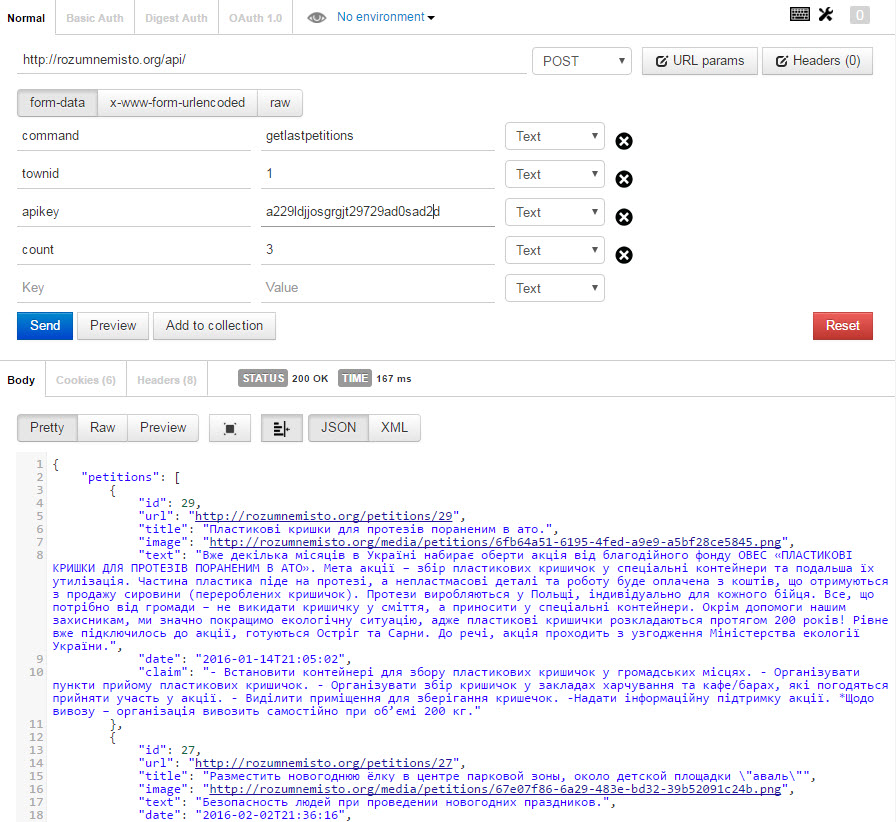 Normal Basic Auth Digest Auth OAuth 1.0 No environment 0
http://rozumnemisto.org/api/ POST URL params Headers (0)
form-data x-www-form-urlencoded raw
command getlastpetitions Text
townid 1 Text
apikey a229ldjjosgrgjt29729ad0sad2d Text
count 3 Text
Key Value Text
Send Preview Add to collection Reset
Body Cookies (6) Headers (8) STATUS 200 OK TIME 167 ms
Pretty Raw Preview JSON XML
1 {
2 "petitions": [
3 {
4 "id": 29,
5 "url": "http://rozumnemisto.org/petitions/29",
6 "title": "Пластикові кришки для протезів пораненим в ато.",
7 "image": "http://rozumnemisto.org/media/petitions/6fb64a51-6195-4fed-a9e9-a5bf28ce5845.png",
8 "text": "Вже декілька місяців в Україні набирає оберти акція від благодійного фонду ОВЕС «ПЛАСТИКОВІ
КРИШКИ ДЛЯ ПРОТЕЗІВ ПОРАНЕНИМ В АТО». Мета акції – збір пластикових кришичок у спеціальні контейнери та подальша їх
утилізація. Частина пластика піде на протезі, а непластмасові деталі та роботу буде оплачена з коштів, що отримуються
з продажу сировини (перероблених кришичок). Протези виробляються у Польщі, індивідуально для кожного бійця. Все, що
потрібно від громади – не викидати кришичку у сміття, а приносити у спеціальні контейнери. Окрім допомоги нашим
захисникам, ми значно покращимо екологічну ситуацію, адже пластикові кришички розкладаються протягом 200 років! Рівне
вже підключилось до акції, готуються Остріг та Сарни. До речі, акція проходить з узгодження Міністерства екології
України.",
9 "date": "2016-01-14T21:05:02",
10 "claim": "- Встановити контейнері для збору пластикових кришичок у громадських місцях. - Організувати
пункти прийому пластикових кришичок. - Організувати збір кришичок у закладах харчування та кафе/барах, які погодяться
прийняти участь у акції. - Виділити приміщення для зберігання кришечок. -Надати інформаційну підтримку акції. *Щодо
вивозу – організація вивозить самостійно при об’ємі 200 кг."
11 },
12 {
13 "id": 27,
14 "url": "http://rozumnemisto.org/petitions/27",
15 "title": "Разместить новогоднюю ёлку в центре парковой зоны, около детской площадки \"аваль\"",
16 "image": "http://rozumnemisto.org/media/petitions/67e07f86-6a29-483e-bd32-39b52091c24b.png",
17 "text": "Безопасность людей при проведении новогодних праздников.",
18 "date": "2016-02-02T21:36:16",